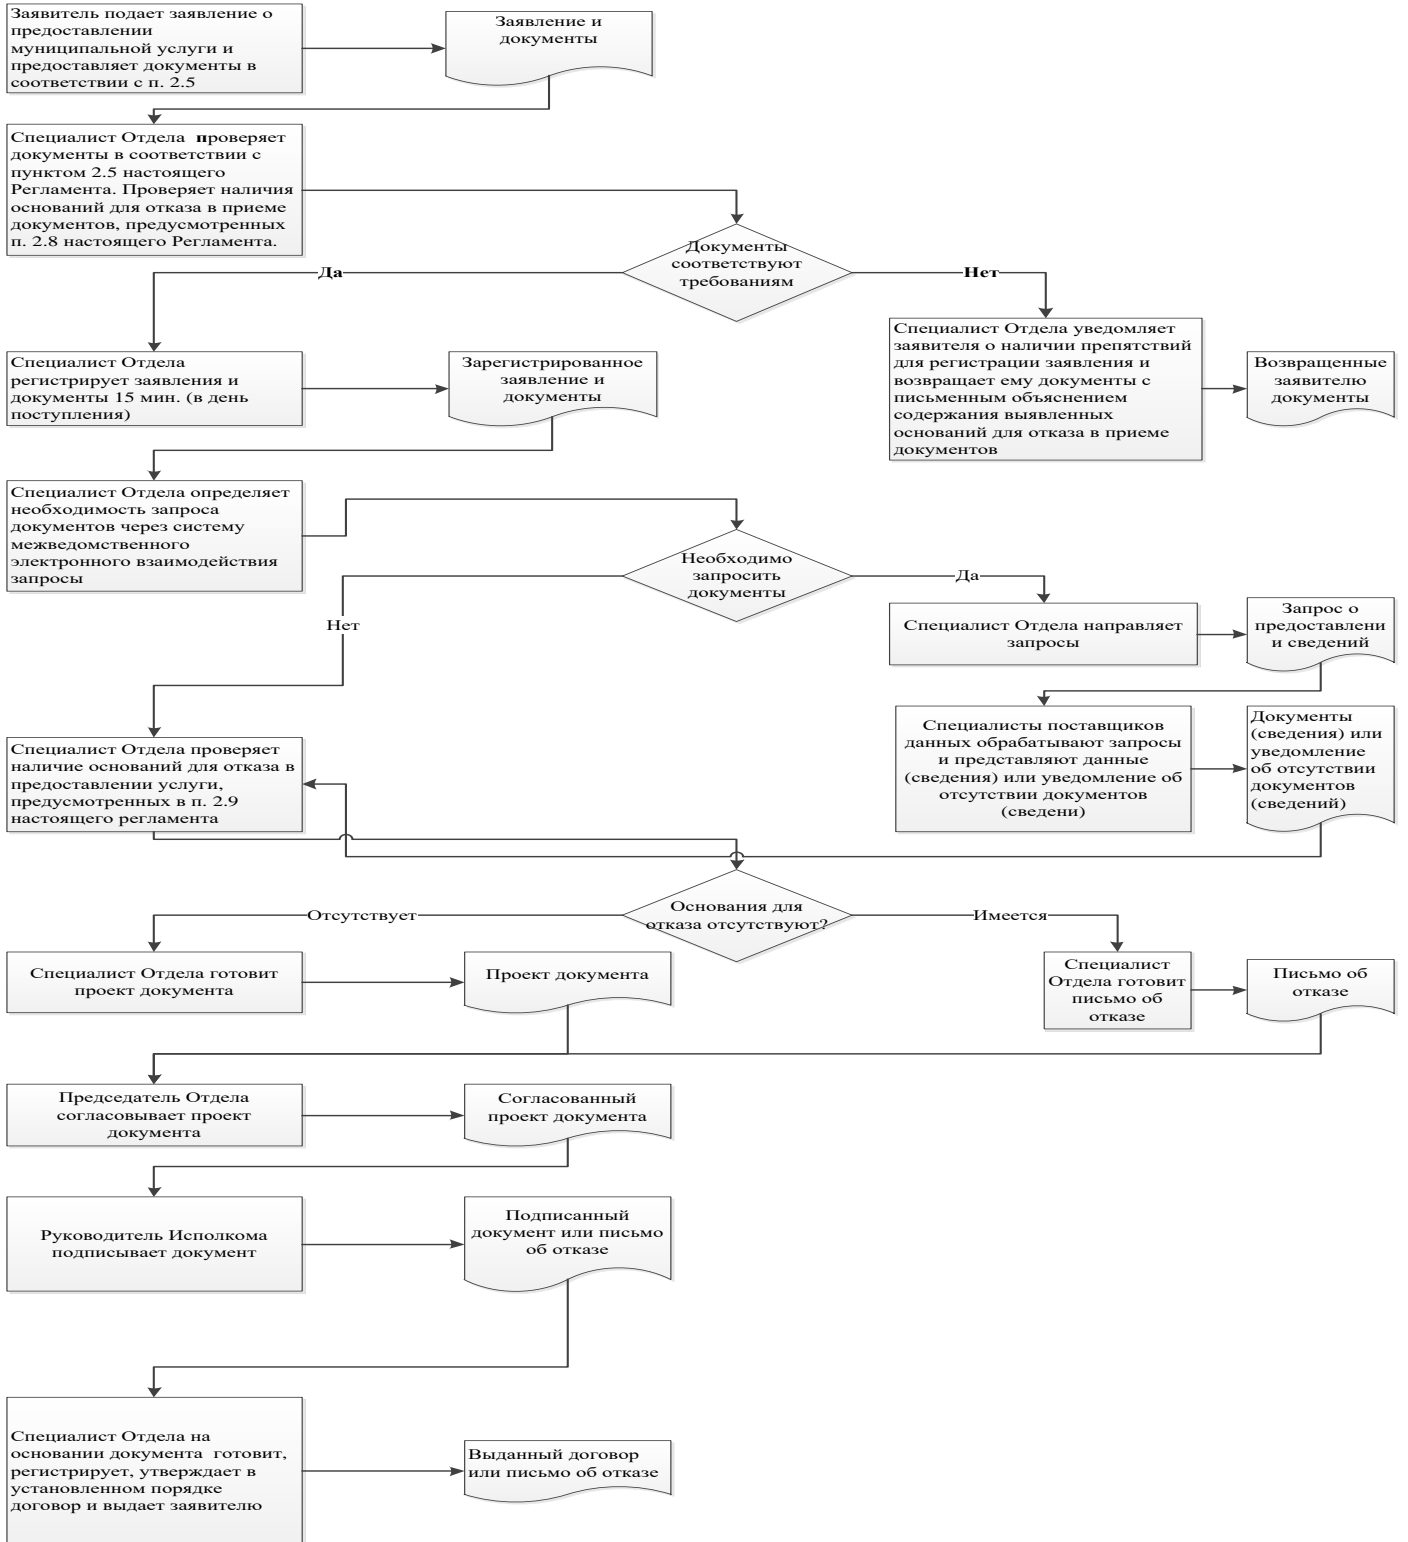 Заявитель подает заявление о
предоставлении
муниципальной услуги и
предоставляет документы в
соответствии с п. 2.5
Заявление и
документы
Специалист Отдела  проверяет
документы в соответствии с
пунктом 2.5 настоящего
Регламента. Проверяет наличия
оснований для отказа в приеме
документов, предусмотренных
п. 2.8 настоящего Регламента.
Документы
соответствуют
требованиям
Да
Нет
Специалист Отдела
регистрирует заявления и
документы 15 мин. (в день
поступления)
Зарегистрированное
заявление и
документы
Специалист Отдела уведомляет
заявителя о наличии препятствий
для регистрации заявления и
возвращает ему документы с
письменным объяснением
содержания выявленных
оснований для отказа в приеме
документов
Возвращенные
заявителю
документы
Специалист Отдела определяет
необходимость запроса
документов через систему
межведомственного
электронного взаимодействия
запросы
Необходимо
запросить
документы
Да
Нет
Специалист Отдела направляет
запросы
Запрос о
предоставлени
и сведений
Специалисты поставщиков
данных обрабатывают запросы
и представляют данные
(сведения) или уведомление об
отсутствии документов
(сведени)
Документы
(сведения) или
уведомление
об отсутствии
документов
(сведений)
Специалист Отдела проверяет
наличие оснований для отказа в
предоставлении услуги,
предусмотренных в п. 2.9
настоящего регламента
Основания для
отказа отсутствуют?
Отсутствует
Имеется
Специалист Отдела готовит
проект документа
Проект документа
Специалист
Отдела готовит
письмо об
отказе
Письмо об
отказе
Председатель Отдела
согласовывает проект
документа
Согласованный
проект документа
Руководитель Исполкома
подписывает документ
Подписанный
документ или письмо
об отказе
Специалист Отдела на
основании документа  готовит,
регистрирует, утверждает в
установленном порядке
договор и выдает заявителю
Выданный договор
или письмо об отказе